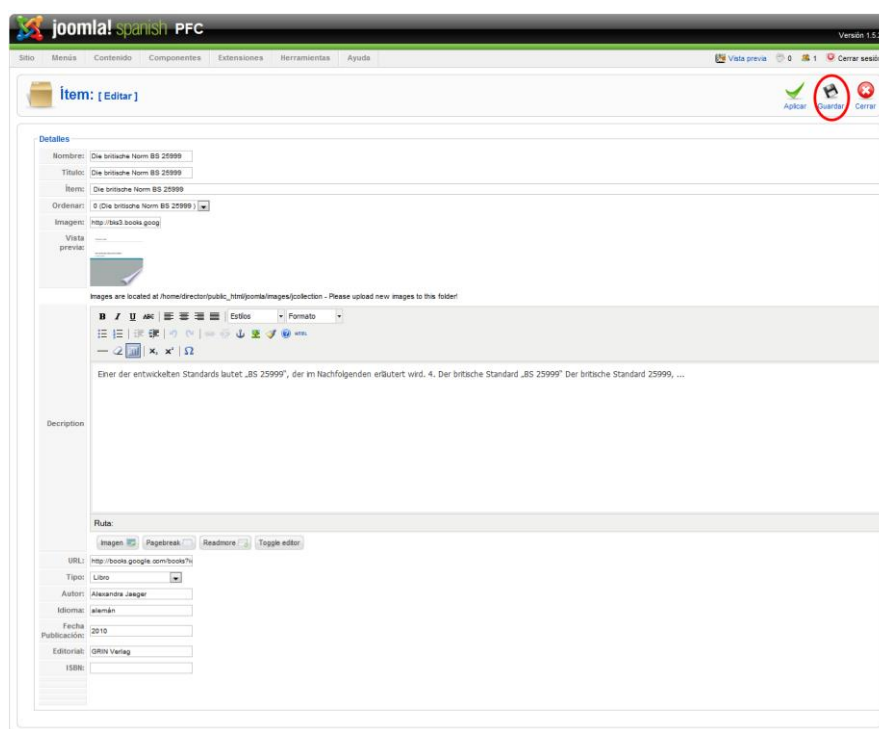 joomla! spanish PFC
Versión 1.5.2
Sitio Menús Contenido Componentes Extensiones Herramientas Ayuda Vista previa 0 1 Cerrar sesión
Ítem: [ Editar ]
Aplicar Guardar Cerrar
Detalles
Nombre: Die britische Norm BS 25999
Título: Die britische Norm BS 25999
Ítem: Die britische Norm BS 25999
Ordenar: 0 (Die britische Norm BS 25999 )
Imagen: http://bks3.books.goog
Vista
previa:
Images are located at /home/director/public_html/joomla/images/jcollection - Please upload new images to this folder!
B I U ABC Estilos Formato
HTML
x, x² Ω
Einer der entwickelten Standards lautet „BS 25999", der im Nachfolgenden erläutert wird. 4. Der britische Standard „BS 25999" Der britische Standard 25999, ...
Decription
Ruta:
Imagen Pagebreak Readmore Toggle editor
URL: http://books.google.com/books?i
Tipo: Libro
Autor: Alexandra Jaeger
Idioma: alemán
Fecha
Publicación: 2010
Editorial: GRIN Verlag
ISBN: